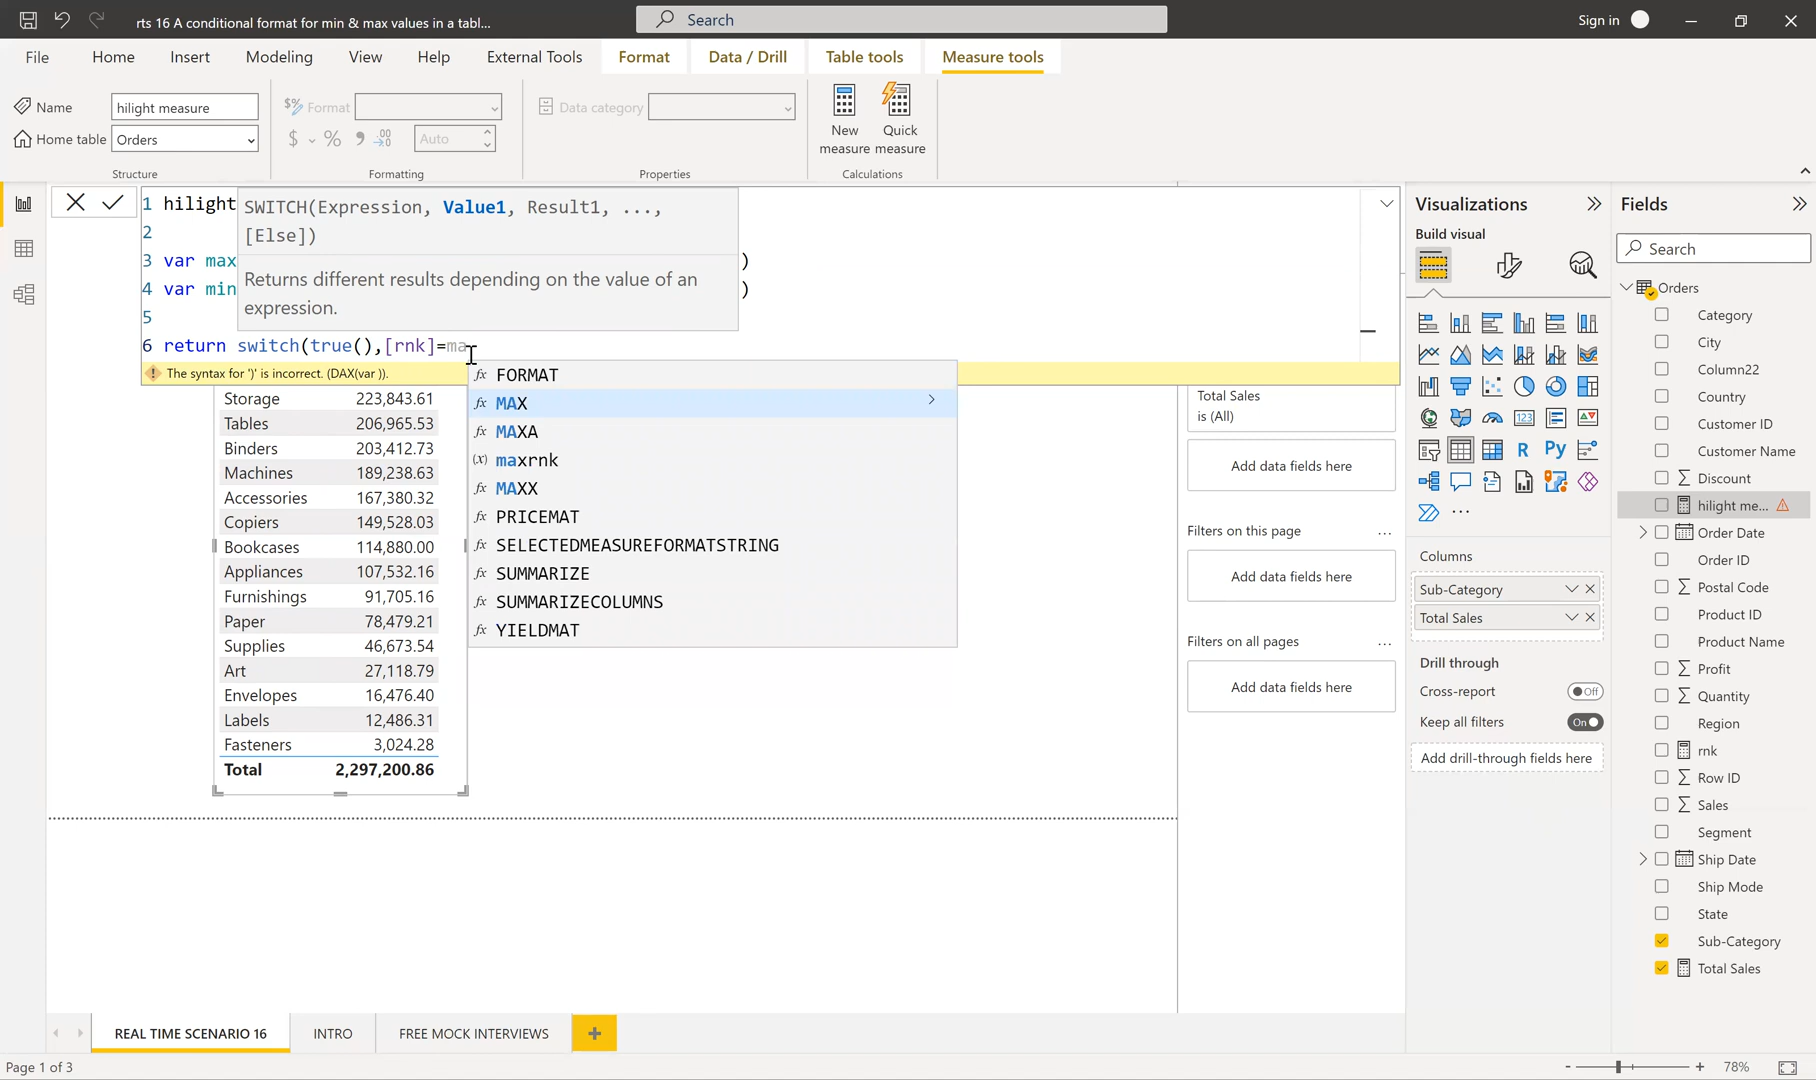 rts 16 A conditional format for min & max values in a tabl...
Search
Sign in
File
Home
Insert
Modeling
View
Help
External Tools
Format
Data / Drill
Table tools
Measure tools
Name
hilight measure
Home table
Orders
Structure
$% Format
$ % 9 .00
Auto
Formatting
Data category
Properties
New measure
Quick measure
Calculations
1 hilight
2
3 var max )
4 var min )
5
6 return switch(true(),[rnk]=ma
SWITCH(Expression, Value1, Result1, ...,
[Else])
Returns different results depending on the value of an
expression.
The syntax for ')' is incorrect. (DAX(var )).
fx FORMAT
fx MAX
fx MAXA
(x) maxrnk
fx MAXX
fx PRICEMAT
fx SELECTEDMEASUREFORMATSTRING
fx SUMMARIZE
fx SUMMARIZECOLUMNS
fx YIELDMAT
Storage 223,843.61
Tables 206,965.53
Binders 203,412.73
Machines 189,238.63
Accessories 167,380.32
Copiers 149,528.03
Bookcases 114,880.00
Appliances 107,532.16
Furnishings 91,705.16
Paper 78,479.21
Supplies 46,673.54
Art 27,118.79
Envelopes 16,476.40
Labels 12,486.31
Fasteners 3,024.28
Total 2,297,200.86
Total Sales
is (All)
Add data fields here
Filters on this page ...
Add data fields here
Filters on all pages ...
Add data fields here
Visualizations
Build visual
123
R
Py
...
Columns
Sub-Category
Total Sales
Drill through
Cross-report
Off
Keep all filters
On
Add drill-through fields here
Fields
Search
Orders
Category
City
Column22
Country
Customer ID
Customer Name
Σ Discount
hilight me...
Order Date
Order ID
Σ Postal Code
Product ID
Product Name
Σ Profit
Σ Quantity
Region
rnk
Σ Row ID
Σ Sales
Segment
Ship Date
Ship Mode
State
Sub-Category
Total Sales
REAL TIME SCENARIO 16
INTRO
FREE MOCK INTERVIEWS
+
Page 1 of 3
- + 78%